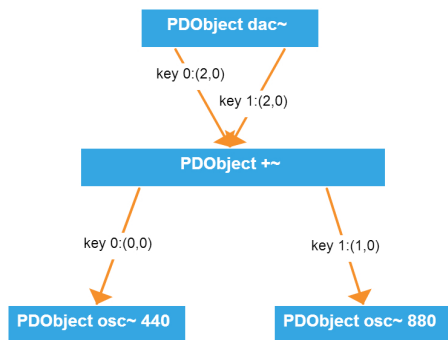 PDObject dac~
key 0:(2,0)
key 1:(2,0)
PDObject +~
key 0:(0,0)
key 1:(1,0)
PDObject osc~ 440
PDObject osc~ 880